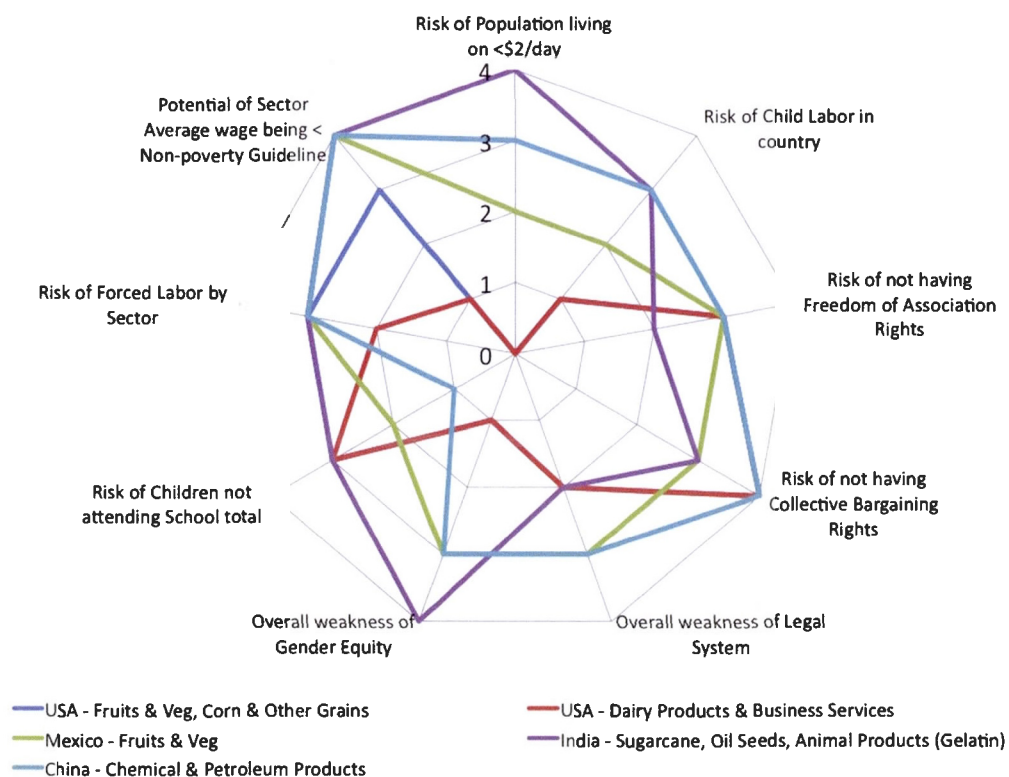 Risk of Population living
on <$2/day
4
Potential of Sector
Average wage being <
Non-poverty Guideline
Risk of Child Labor in
country
3
2
/
1
Risk of Forced Labor by
Sector
Risk of not having
Freedom of Association
Rights
0
Risk of Children not
attending School total
Risk of not having
Collective Bargaining
Rights
Overall weakness of
Gender Equity
Overall weakness of Legal
System
USA - Fruits & Veg, Corn & Other Grains
USA - Dairy Products & Business Services
Mexico - Fruits & Veg
India - Sugarcane, Oil Seeds, Animal Products (Gelatin)
China - Chemical & Petroleum Products